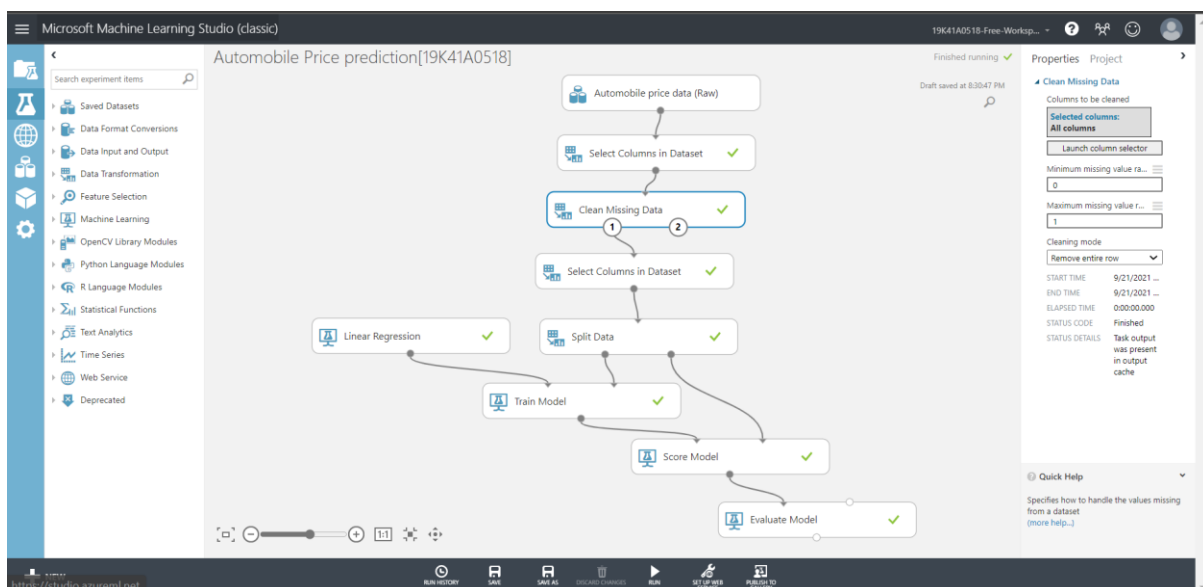 Microsoft Machine Learning Studio (classic)
19K41A0518-Free-Worksp...
Search experiment items
Saved Datasets
Data Format Conversions
Data Input and Output
Data Transformation
Feature Selection
Machine Learning
OpenCV Library Modules
Python Language Modules
R Language Modules
Statistical Functions
Text Analytics
Time Series
Web Service
Deprecated
Automobile Price prediction[19K41A0518]
Finished running
Draft saved at 8:30:47 PM
Automobile price data (Raw)
Select Columns in Dataset
Clean Missing Data
1
2
Select Columns in Dataset
Linear Regression
Split Data
Train Model
Score Model
Evaluate Model
1:1
Properties Project
Clean Missing Data
Columns to be cleaned
Selected columns:
All columns
Launch column selector
Minimum missing value ra...
0
Maximum missing value r...
1
Cleaning mode
Remove entire row
START TIME 9/21/2021 ...
END TIME 9/21/2021 ...
ELAPSED TIME 0:00:00.000
STATUS CODE Finished
STATUS DETAILS Task output
was present
in output
cache
Quick Help
Specifies how to handle the values missing
from a dataset
(more help...)
NEW
https://studio.azureml.net
RUN HISTORY
SAVE
SAVE AS
DISCARD CHANGES
RUN
SET UP WEB
PUBLISH TO